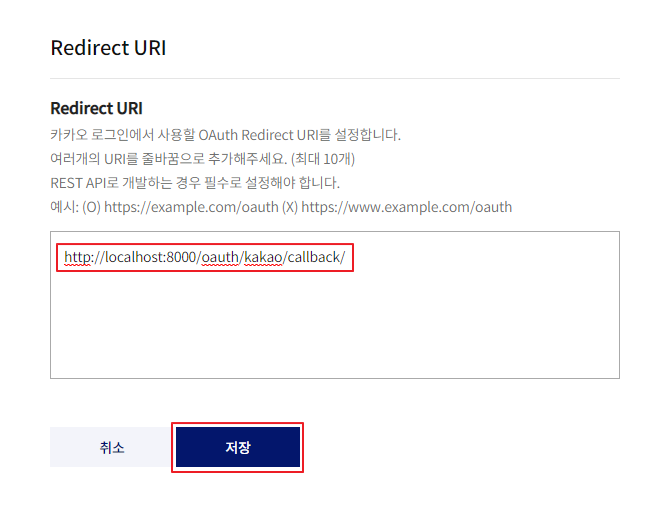 Redirect URI
Redirect URI
카카오 로그인에서 사용할 OAuth Redirect URI를 설정합니다.
여러개의 URI를 줄바꿈으로 추가해주세요. (최대 10개)
REST API로 개발하는 경우 필수로 설정해야 합니다.
예시: (O) https://example.com/oauth (X) https://www.example.com/oauth
http://localhost:8000/oauth/kakao/callback/
취소
저장